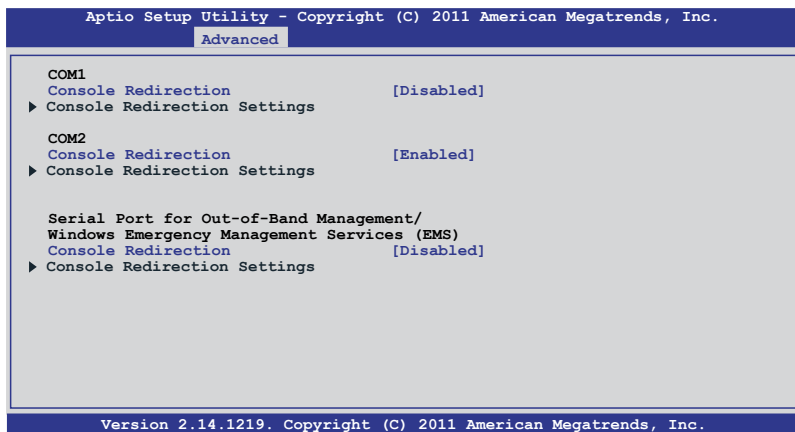 Aptio Setup Utility - Copyright (C) 2011 American Megatrends, Inc.
Advanced
COM1
Console Redirection [Disabled]
Console Redirection Settings
COM2
Console Redirection [Enabled]
Console Redirection Settings
Serial Port for Out-of-Band Management/
Windows Emergency Management Services (EMS)
Console Redirection [Disabled]
Console Redirection Settings
Version 2.14.1219. Copyright (C) 2011 American Megatrends, Inc.